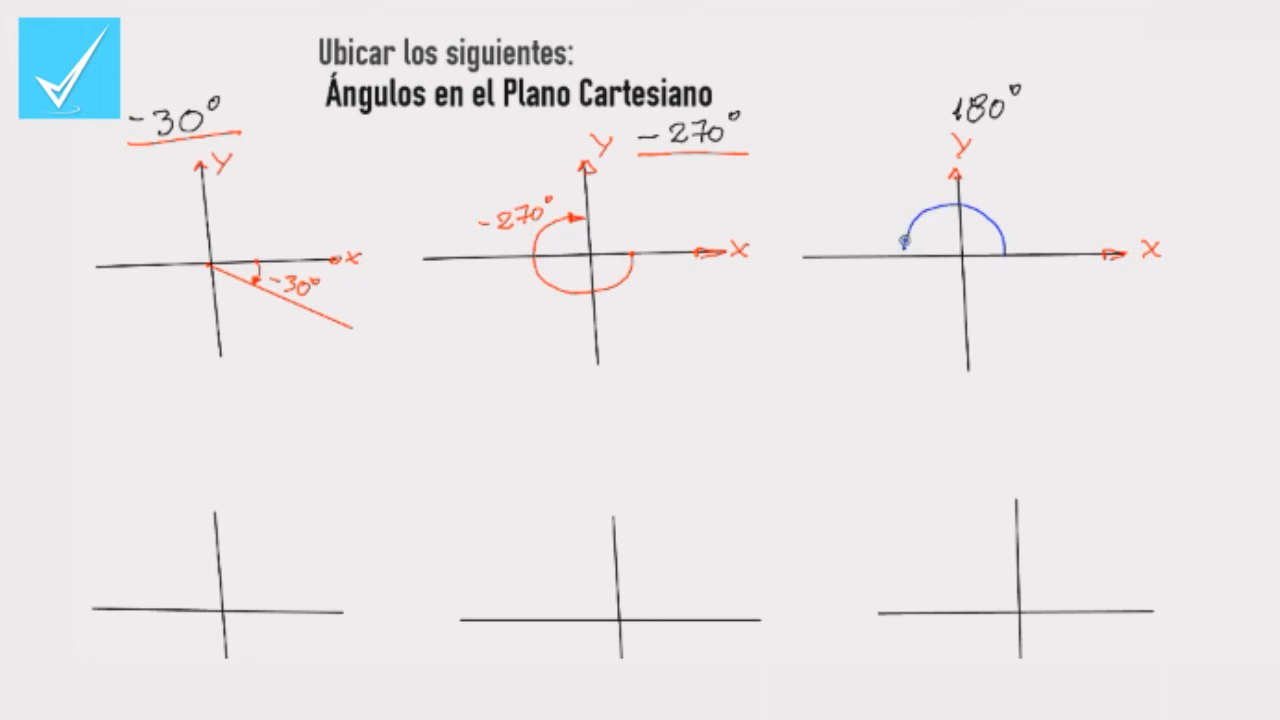 Ubicar los siguientes:
Ángulos en el Plano Cartesiano
-30°
-270°
180°
Y
X
-30°
Y
X
-270°
Y
X